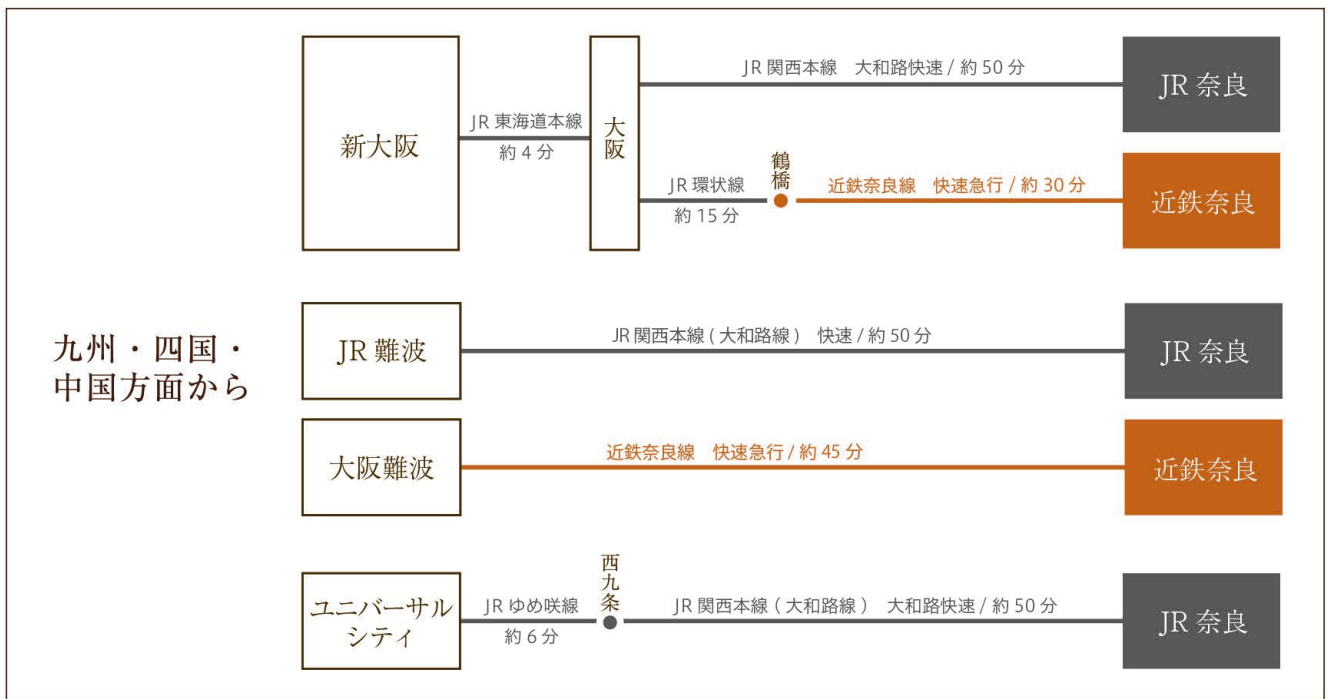 九州・四国・
中国方面から
新大阪
JR 東海道本線
約 4 分
大阪
JR 関西本線　大和路快速 / 約 50 分
JR 奈良
JR 環状線
約 15 分
鶴橋
近鉄奈良線　快速急行 / 約 30 分
近鉄奈良
JR 難波
JR 関西本線 ( 大和路線 )　快速 / 約 50 分
JR 奈良
大阪難波
近鉄奈良線　快速急行 / 約 45 分
近鉄奈良
ユニバーサル
シティ
JR ゆめ咲線
約 6 分
西九条
JR 関西本線 ( 大和路線 )　大和路快速 / 約 50 分
JR 奈良